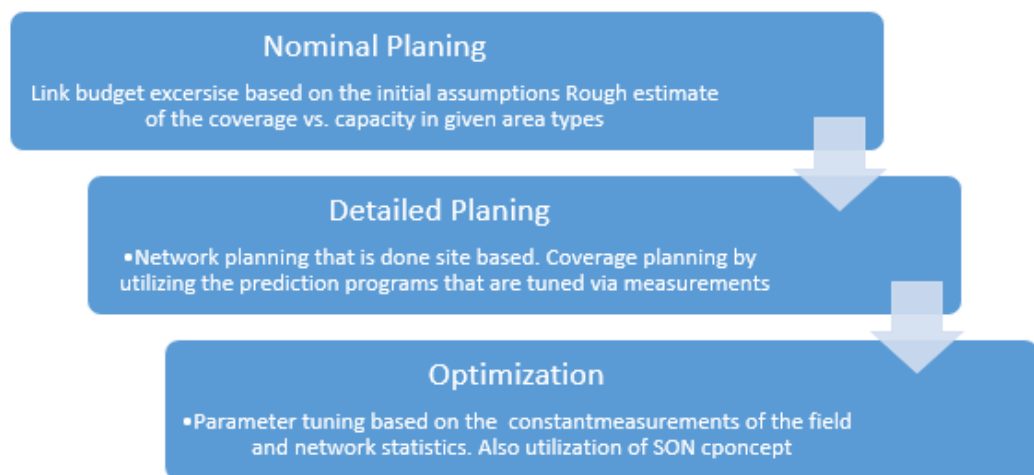 Nominal Planing
Link budget excersise based on the initial assumptions Rough estimate
of the coverage vs. capacity in given area types
Detailed Planing
•Network planning that is done site based. Coverage planning by
utilizing the prediction programs that are tuned via measurements
Optimization
•Parameter tuning based on the  constantmeasurements of the field
and network statistics. Also utilization of SON cponcept